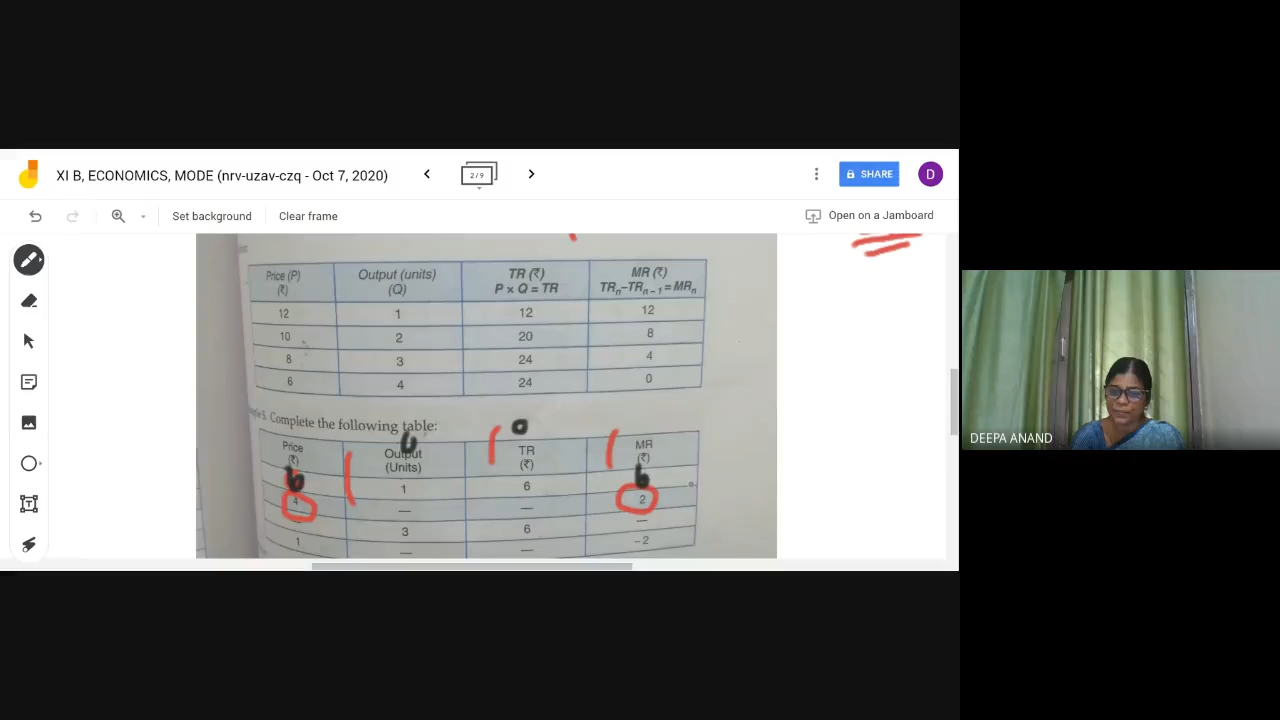 XI B, ECONOMICS, MODE (nrv-uzav-czq - Oct 7, 2020)
2 / 9
SHARE
D
Set background
Clear frame
Open on a Jamboard
Price (P) (₹) Output (units) (Q) TR (₹) P × Q = TR MR (₹) TRn–TRn – 1 = MRn
12 1 12 12
10 2 20 8
8 3 24 4
6 4 24 0
5. Complete the following table:
0
Price (₹) Output (Units) TR (₹) MR (₹)
6 1 6 6
4 — — 2
— 3 6 —
1 — — –2
DEEPA ANAND